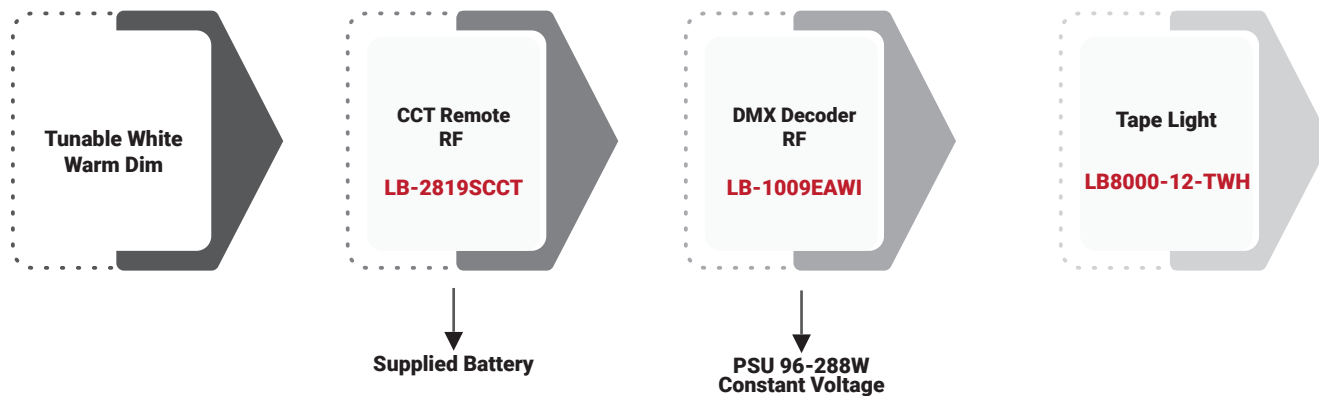 Tunable White
Warm Dim
CCT Remote
RF
LB-2819SCCT
Supplied Battery
DMX Decoder
RF
LB-1009EAWI
PSU 96-288W
Constant Voltage
Tape Light
LB8000-12-TWH